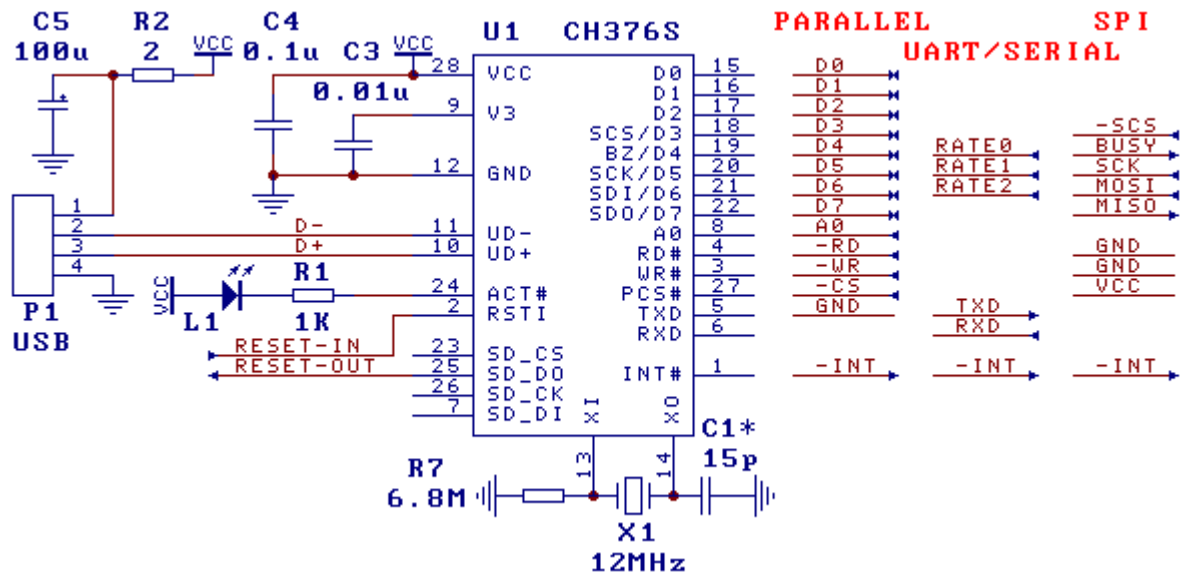 C5 R2 C4 U1 CH376S PARALLEL SPI
100u 2 VCC 0.1u C3 VCC UART/SERIAL
0.01u
28 VCC D0 15 D0
D1 16 D1
9 V3 D2 17 D2
SCS/D3 18 D3 -SCS
BZ/D4 19 D4 RATE0 BUSY
12 GND SCK/D5 20 D5 RATE1 SCK
SDI/D6 21 D6 RATE2 MOSI
1 SDO/D7 22 D7 MISO
2 D- 11 UD- A0 8 A0
3 D+ 10 UD+ RD# 4 -RD GND
4 WR# 3 -WR GND
VCC R1 24 ACT# PCS# 27 -CS VCC
P1 L1 1K 2 RSTI TXD 5 GND TXD
USB RXD 6 RXD
RESET-IN 23 SD_CS
RESET-OUT 25 SD_DO INT# 1 -INT -INT -INT
26 SD_CK
7 SD_DI XI XO
C1*
R7 13 14 15p
6.8M
X1
12MHz